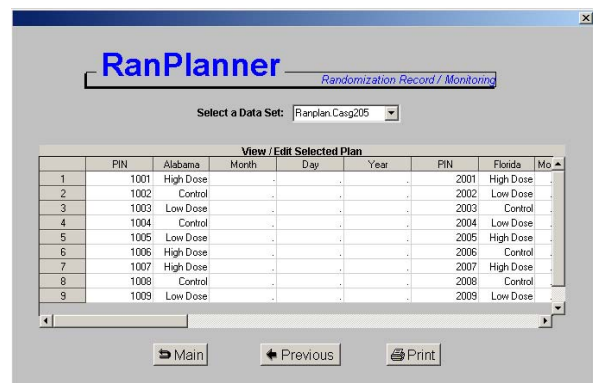 RanPlanner
Randomization Record / Monitoring
Select a Data Set: Ranplan.Casg205
View / Edit Selected Plan
PIN Alabama Month Day Year PIN Florida Mo
1 1001 High Dose . . . 2001 High Dose .
2 1002 Control . . . 2002 Low Dose .
3 1003 Low Dose . . . 2003 Control .
4 1004 Control . . . 2004 Low Dose .
5 1005 Low Dose . . . 2005 High Dose .
6 1006 High Dose . . . 2006 Control .
7 1007 High Dose . . . 2007 High Dose .
8 1008 Control . . . 2008 Control .
9 1009 Low Dose . . . 2009 Low Dose .
Main Previous Print